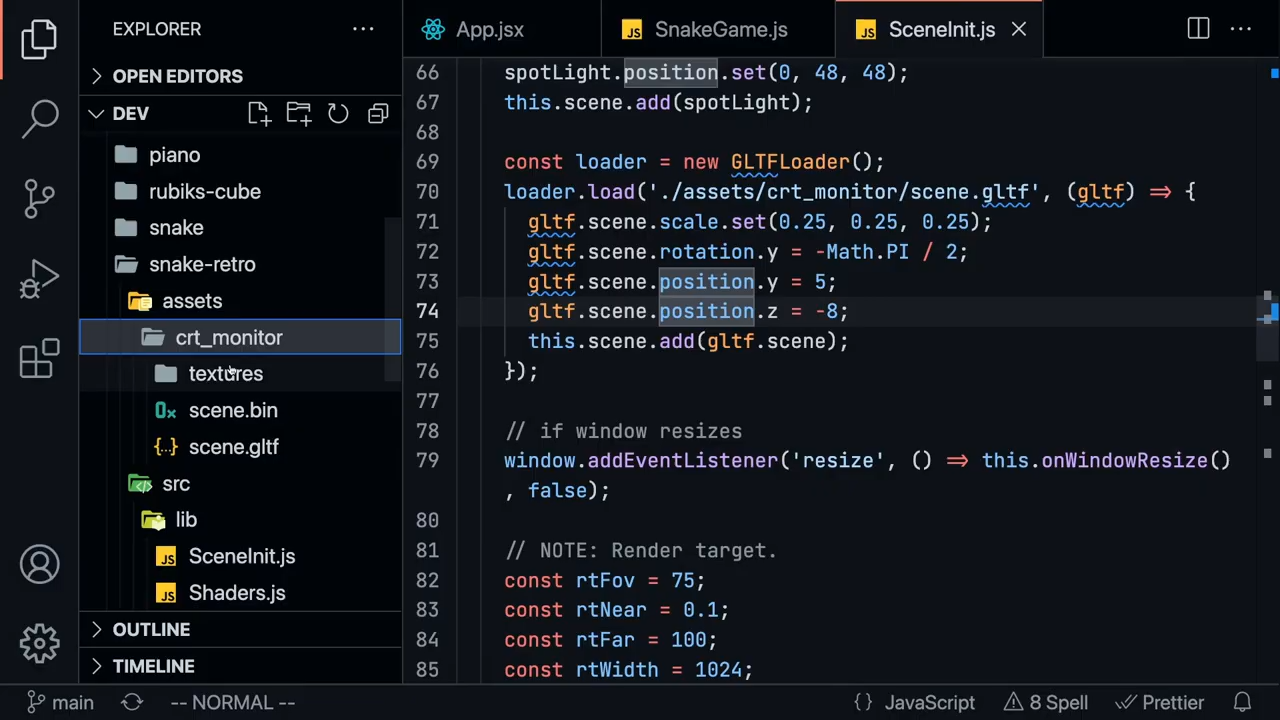 EXPLORER
OPEN EDITORS
DEV
piano
rubiks-cube
snake
snake-retro
assets
crt_monitor
textures
scene.bin
scene.gltf
src
lib
SceneInit.js
Shaders.js
OUTLINE
TIMELINE
App.jsx
SnakeGame.js
SceneInit.js
66 spotLight.position.set(0, 48, 48);
67 this.scene.add(spotLight);
68
69 const loader = new GLTFLoader();
70 loader.load('./assets/crt_monitor/scene.gltf', (gltf) => {
71 gltf.scene.scale.set(0.25, 0.25, 0.25);
72 gltf.scene.rotation.y = -Math.PI / 2;
73 gltf.scene.position.y = 5;
74 gltf.scene.position.z = -8;
75 this.scene.add(gltf.scene);
76 });
77
78 // if window resizes
79 window.addEventListener('resize', () => this.onWindowResize()
, false);
80
81 // NOTE: Render target.
82 const rtFov = 75;
83 const rtNear = 0.1;
84 const rtFar = 100;
85 const rtWidth = 1024;
main
-- NORMAL --
{} JavaScript
8 Spell
Prettier